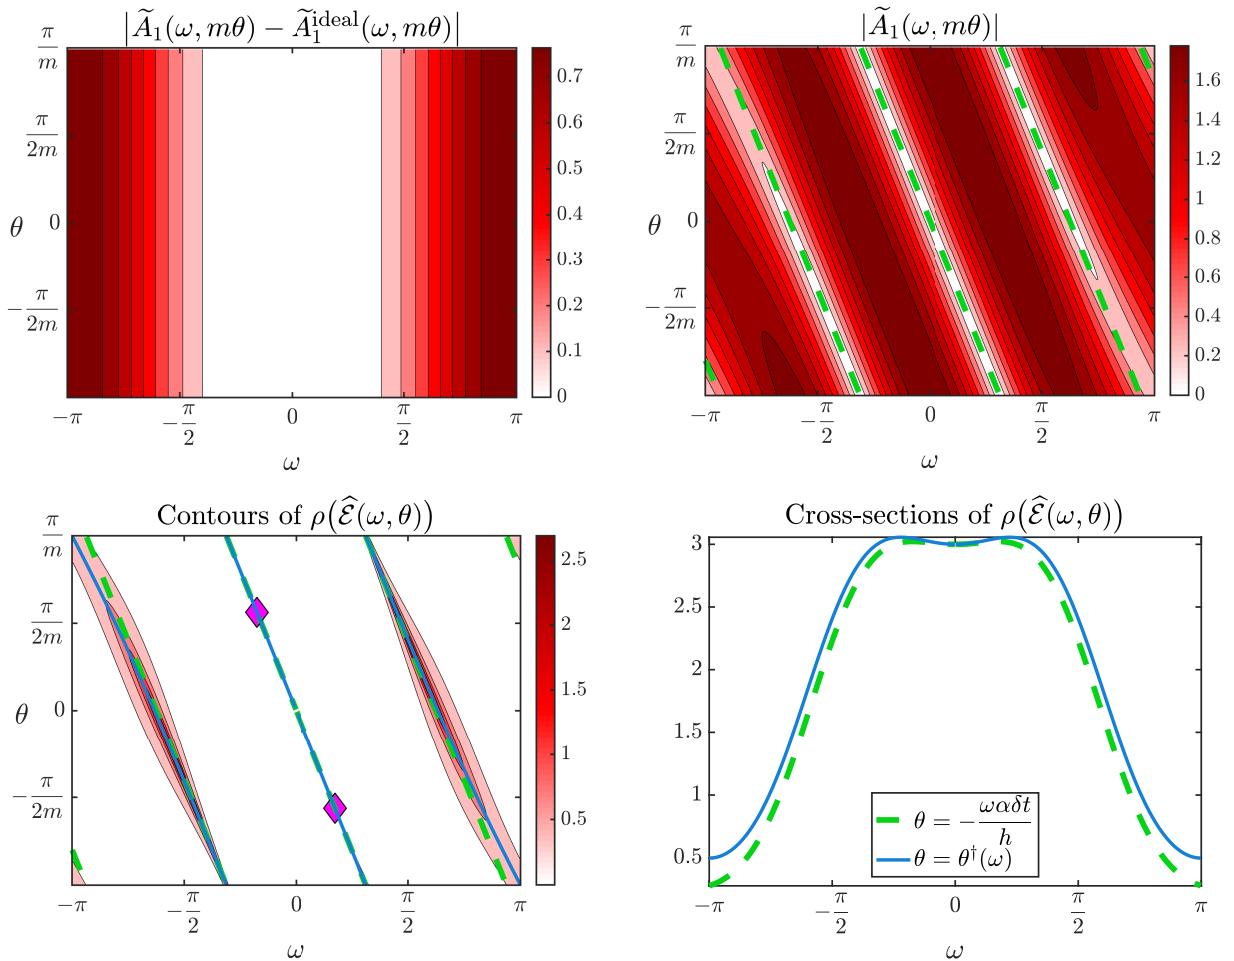 |Ã₁(ω, mθ) − Ã₁^ideal(ω, mθ)|
π/m
π/2m
θ 0
−π/2m
−π −π/2 0 π/2 π
ω
0.7
0.6
0.5
0.4
0.3
0.2
0.1
0
|Ã₁(ω, mθ)|
π/m
π/2m
θ 0
−π/2m
−π −π/2 0 π/2 π
ω
1.6
1.4
1.2
1
0.8
0.6
0.4
0.2
0
Contours of ρ(ℰ̂(ω, θ))
π/m
π/2m
θ 0
−π/2m
−π −π/2 0 π/2 π
ω
2.5
2
1.5
1
0.5
Cross-sections of ρ(ℰ̂(ω, θ))
3
2.5
2
1.5
1
0.5
θ = −ωαδt/h
θ = θ†(ω)
−π −π/2 0 π/2 π
ω